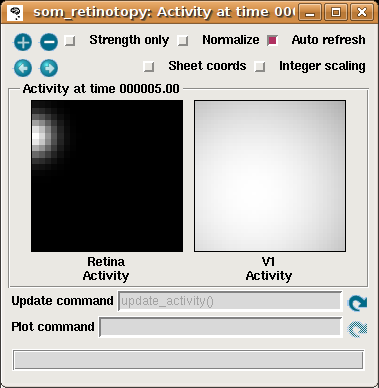 som_retinotopy: Activity at time 000
Strength only Normalize Auto refresh
Sheet coords Integer scaling
Activity at time 000005.00
Retina V1
Activity Activity
Update command update_activity()
Plot command